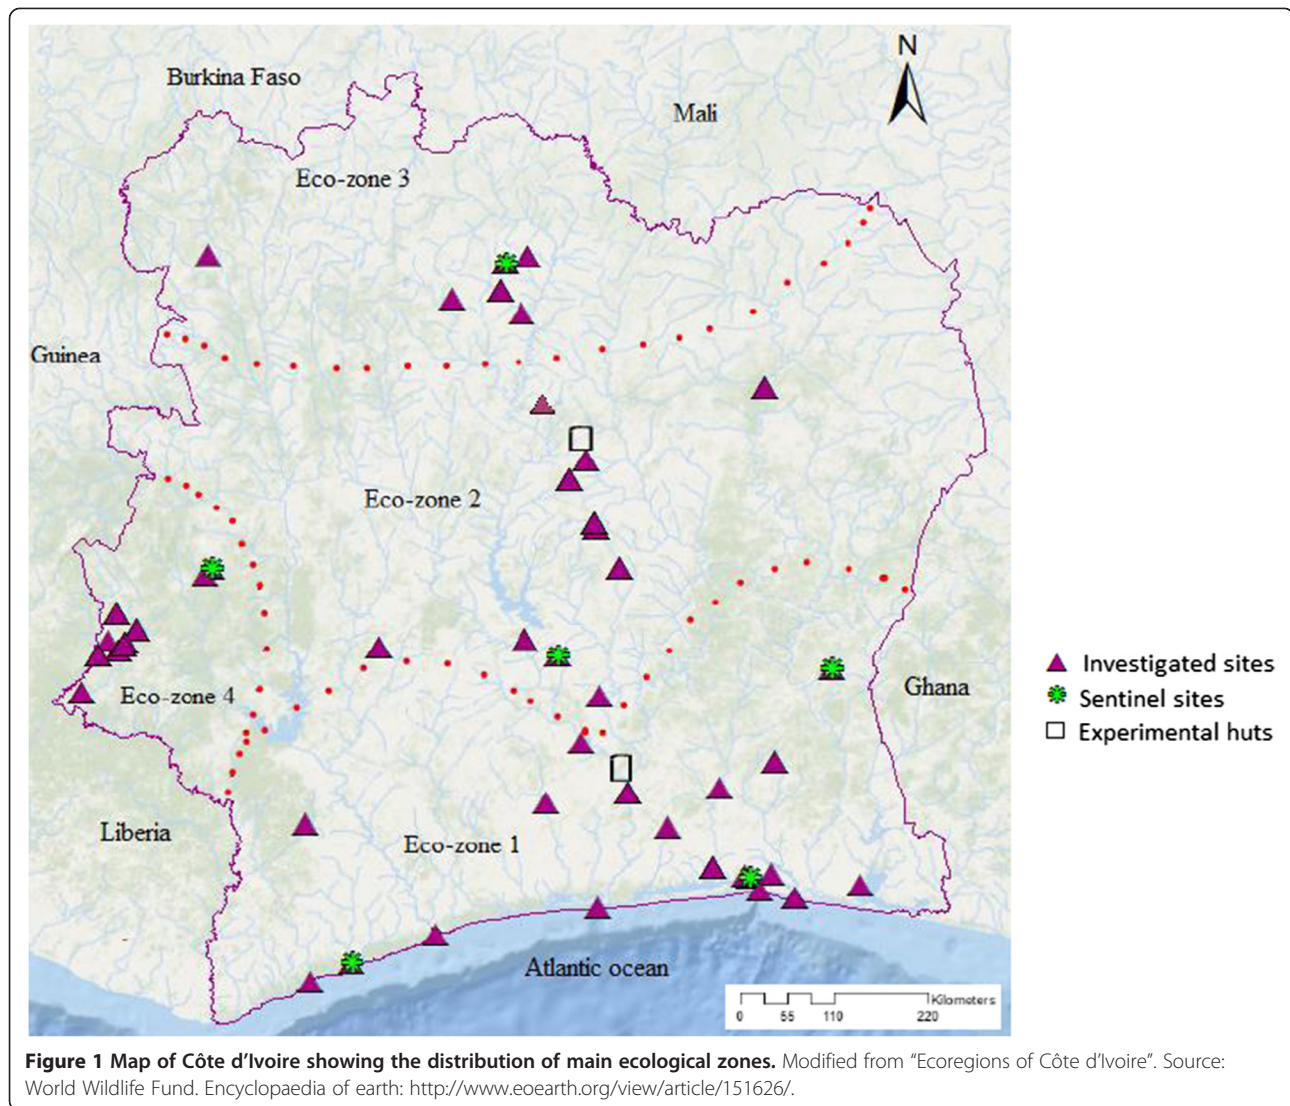 N
Burkina Faso
Mali
Eco-zone 3
Guinea
Eco-zone 2
Eco-zone 4
Ghana
Liberia
Eco-zone 1
Atlantic ocean
Investigated sites
Sentinel sites
Experimental huts
Kilometers
0 55 110 220
Figure 1 Map of Côte d'Ivoire showing the distribution of main ecological zones. Modified from "Ecoregions of Côte d'Ivoire". Source:
World Wildlife Fund. Encyclopaedia of earth: http://www.eoearth.org/view/article/151626/.